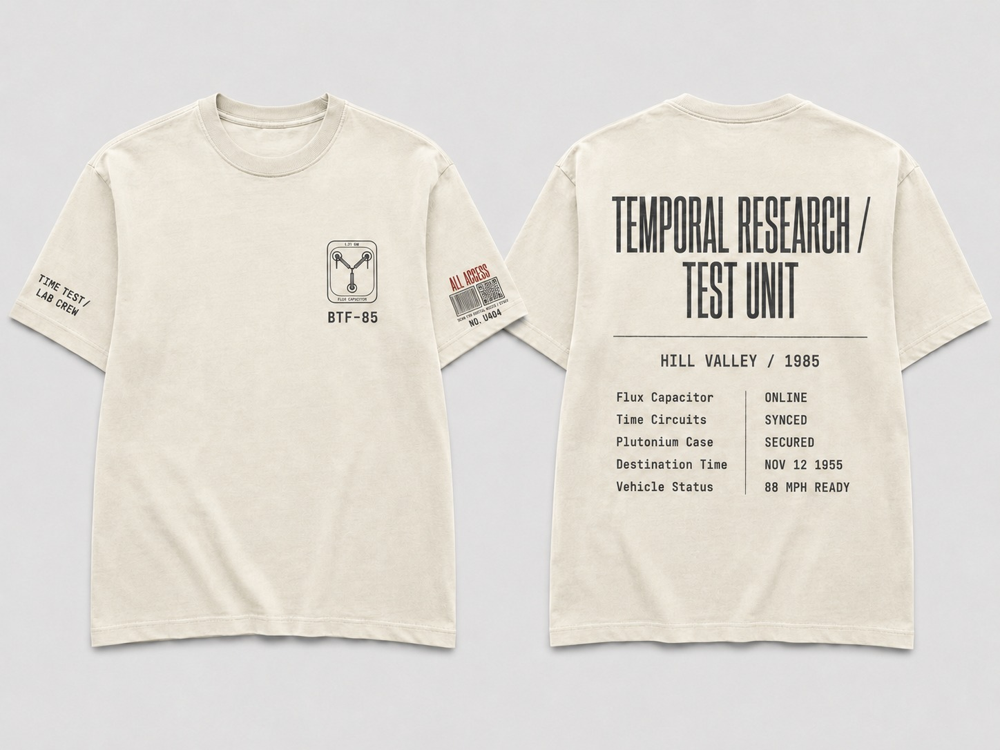 TIME TEST/
LAB CREW
1.21 GW
FLUX CAPACITOR
BTF-85
ALL ACCESS
NO. U404
TEMPORAL RESEARCH /
TEST UNIT
HILL VALLEY / 1985
Flux Capacitor ONLINE
Time Circuits SYNCED
Plutonium Case SECURED
Destination Time NOV 12 1955
Vehicle Status 88 MPH READY